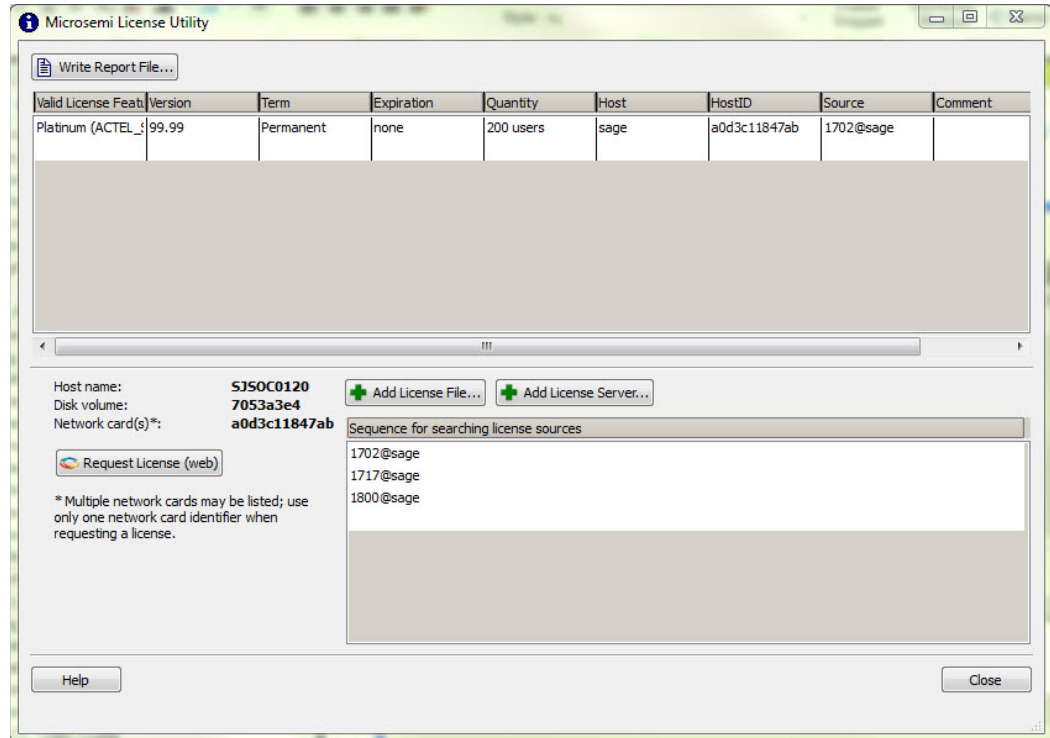 Microsemi License Utility
Write Report File...
Valid License Featu Version Term Expiration Quantity Host HostID Source Comment
Platinum (ACTEL_S 99.99 Permanent none 200 users sage a0d3c11847ab 1702@sage
Host name: SJSOC0120
Disk volume: 7053a3e4
Network card(s)*: a0d3c11847ab
Add License File... Add License Server...
Sequence for searching license sources
1702@sage
1717@sage
1800@sage
Request License (web)
* Multiple network cards may be listed; use
only one network card identifier when
requesting a license.
Help Close